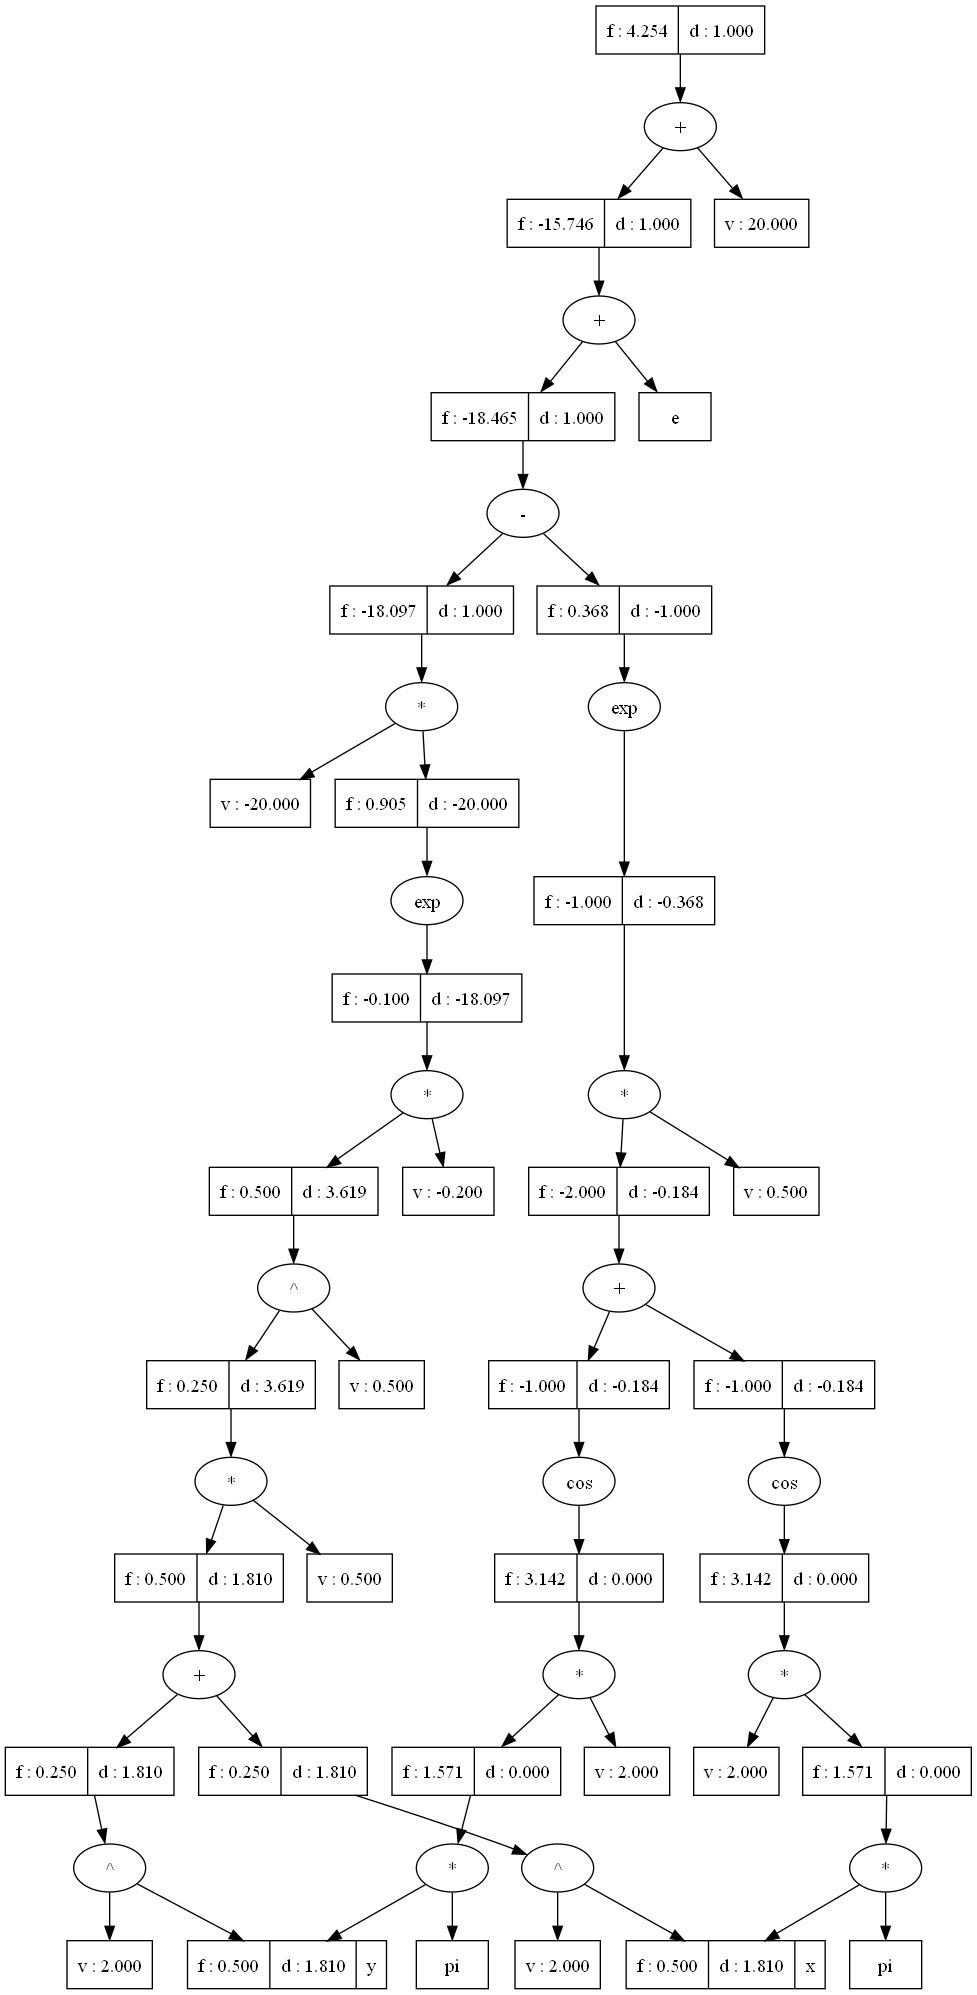 f : 4.254 d : 1.000
+
f : -15.746 d : 1.000 v : 20.000
+
f : -18.465 d : 1.000 e
-
f : -18.097 d : 1.000 f : 0.368 d : -1.000
* exp
v : -20.000 f : 0.905 d : -20.000
exp f : -1.000 d : -0.368
f : -0.100 d : -18.097
* *
f : 0.500 d : 3.619 v : -0.200 f : -2.000 d : -0.184 v : 0.500
^ +
f : 0.250 d : 3.619 v : 0.500 f : -1.000 d : -0.184 f : -1.000 d : -0.184
* cos cos
f : 0.500 d : 1.810 v : 0.500 f : 3.142 d : 0.000 f : 3.142 d : 0.000
+ * *
f : 0.250 d : 1.810 f : 0.250 d : 1.810 f : 1.571 d : 0.000 v : 2.000 v : 2.000 f : 1.571 d : 0.000
^ * ^ *
v : 2.000 f : 0.500 d : 1.810 y pi v : 2.000 f : 0.500 d : 1.810 x pi